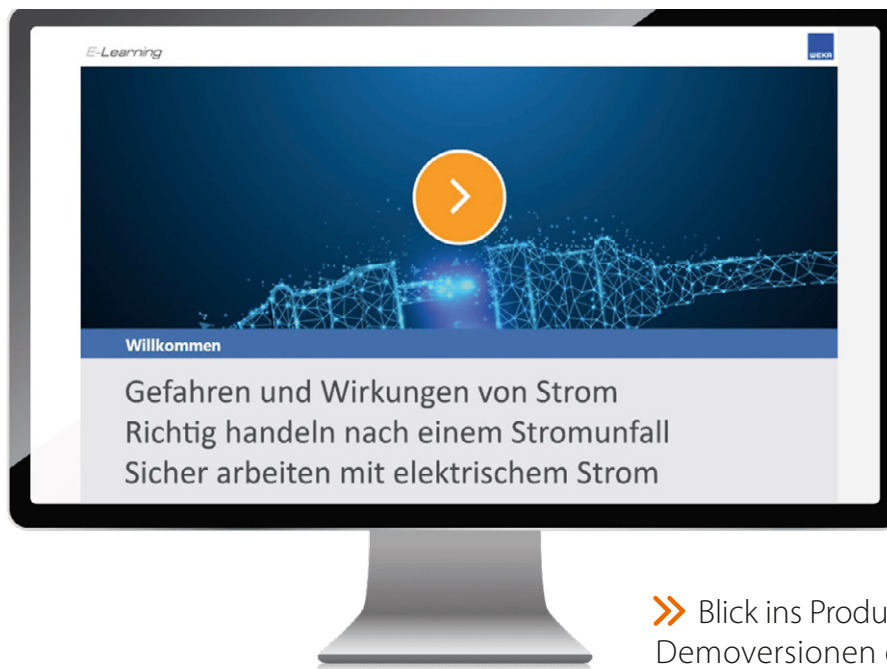 E-Learning
WEKA
Willkommen
Gefahren und Wirkungen von Strom
Richtig handeln nach einem Stromunfall
Sicher arbeiten mit elektrischem Strom
Blick ins Produ
Demoversionen